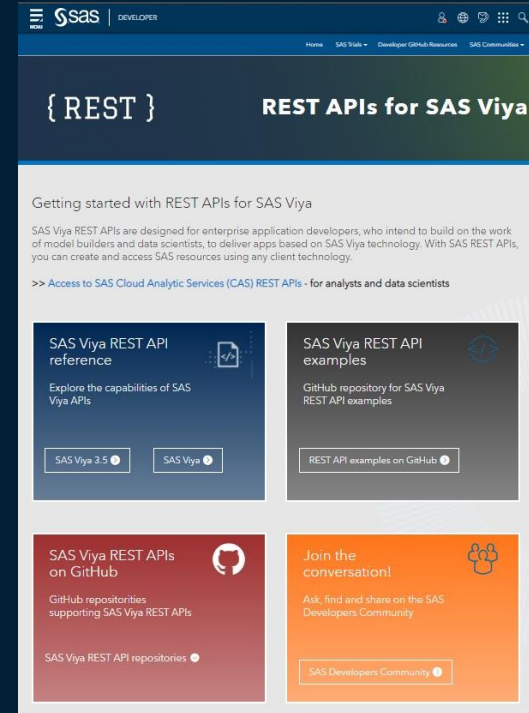 MENU
sas
DEVELOPER
Home SAS Trials Developer GitHub Resources SAS Communities
{ REST }
REST APIs for SAS Viya
Getting started with REST APIs for SAS Viya
SAS Viya REST APIs are designed for enterprise application developers, who intend to build on the work
of model builders and data scientists, to deliver apps based on SAS Viya technology. With SAS REST APIs,
you can create and access SAS resources using any client technology.
>> Access to SAS Cloud Analytic Services (CAS) REST APIs - for analysts and data scientists
SAS Viya REST API
reference
Explore the capabilities of SAS
Viya APIs
SAS Viya 3.5
SAS Viya
SAS Viya REST API
examples
GitHub repository for SAS Viya
REST API examples
REST API examples on GitHub
SAS Viya REST APIs
on GitHub
GitHub repositorities
supporting SAS Viya REST APIs
SAS Viya REST API repositories
Join the
conversation!
Ask, find and share on the SAS
Developers Community
SAS Developers Community